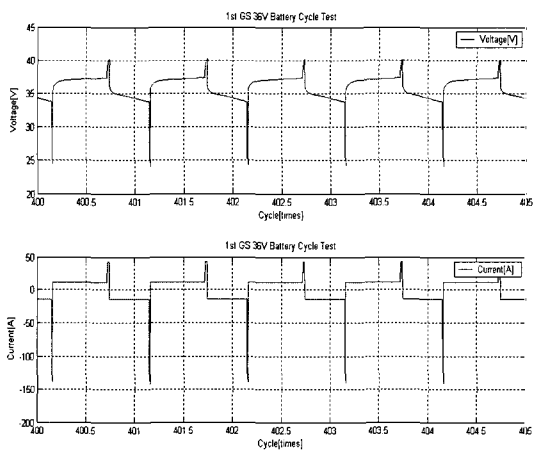 1st GS 36V Battery Cycle Test
Voltage[V]
45
40
35
30
25
20
Voltage[V]
400 400.5 401 401.5 402 402.5 403 403.5 404 404.5 405
Cycle[times]
1st GS 36V Battery Cycle Test
Current[A]
50
0
-50
-100
-150
-200
Current[A]
400 400.5 401 401.5 402 402.5 403 403.5 404 404.5 405
Cycle[times]